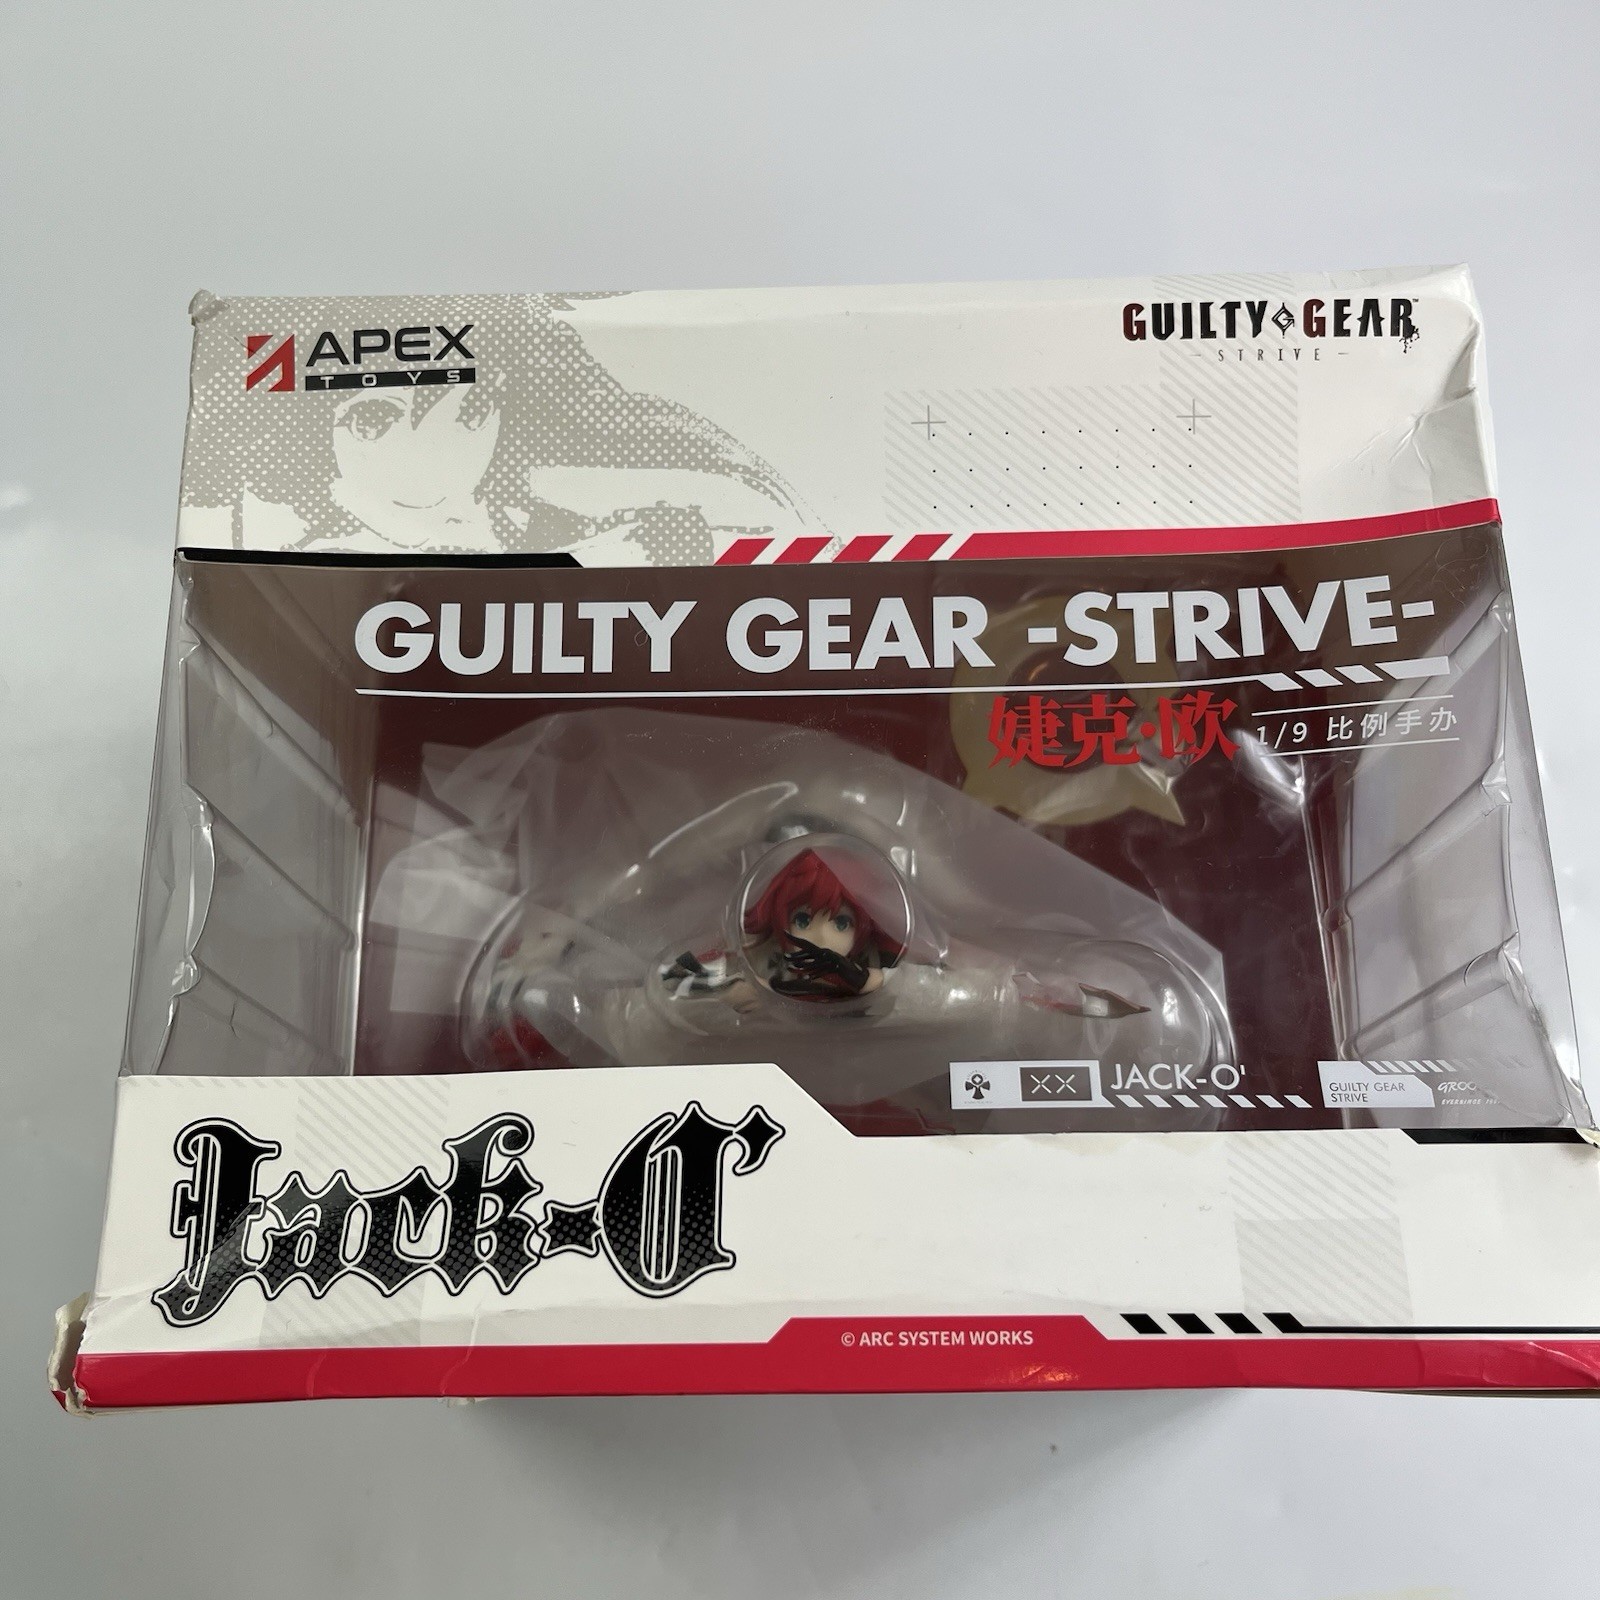 APEX
TOYS
GUILTY GEAR™
- STRIVE -
GUILTY GEAR -STRIVE-
婕克·欧
1/9 比例手办
XX
JACK-O'
GUILTY GEAR
STRIVE
Jack-O'
© ARC SYSTEM WORKS